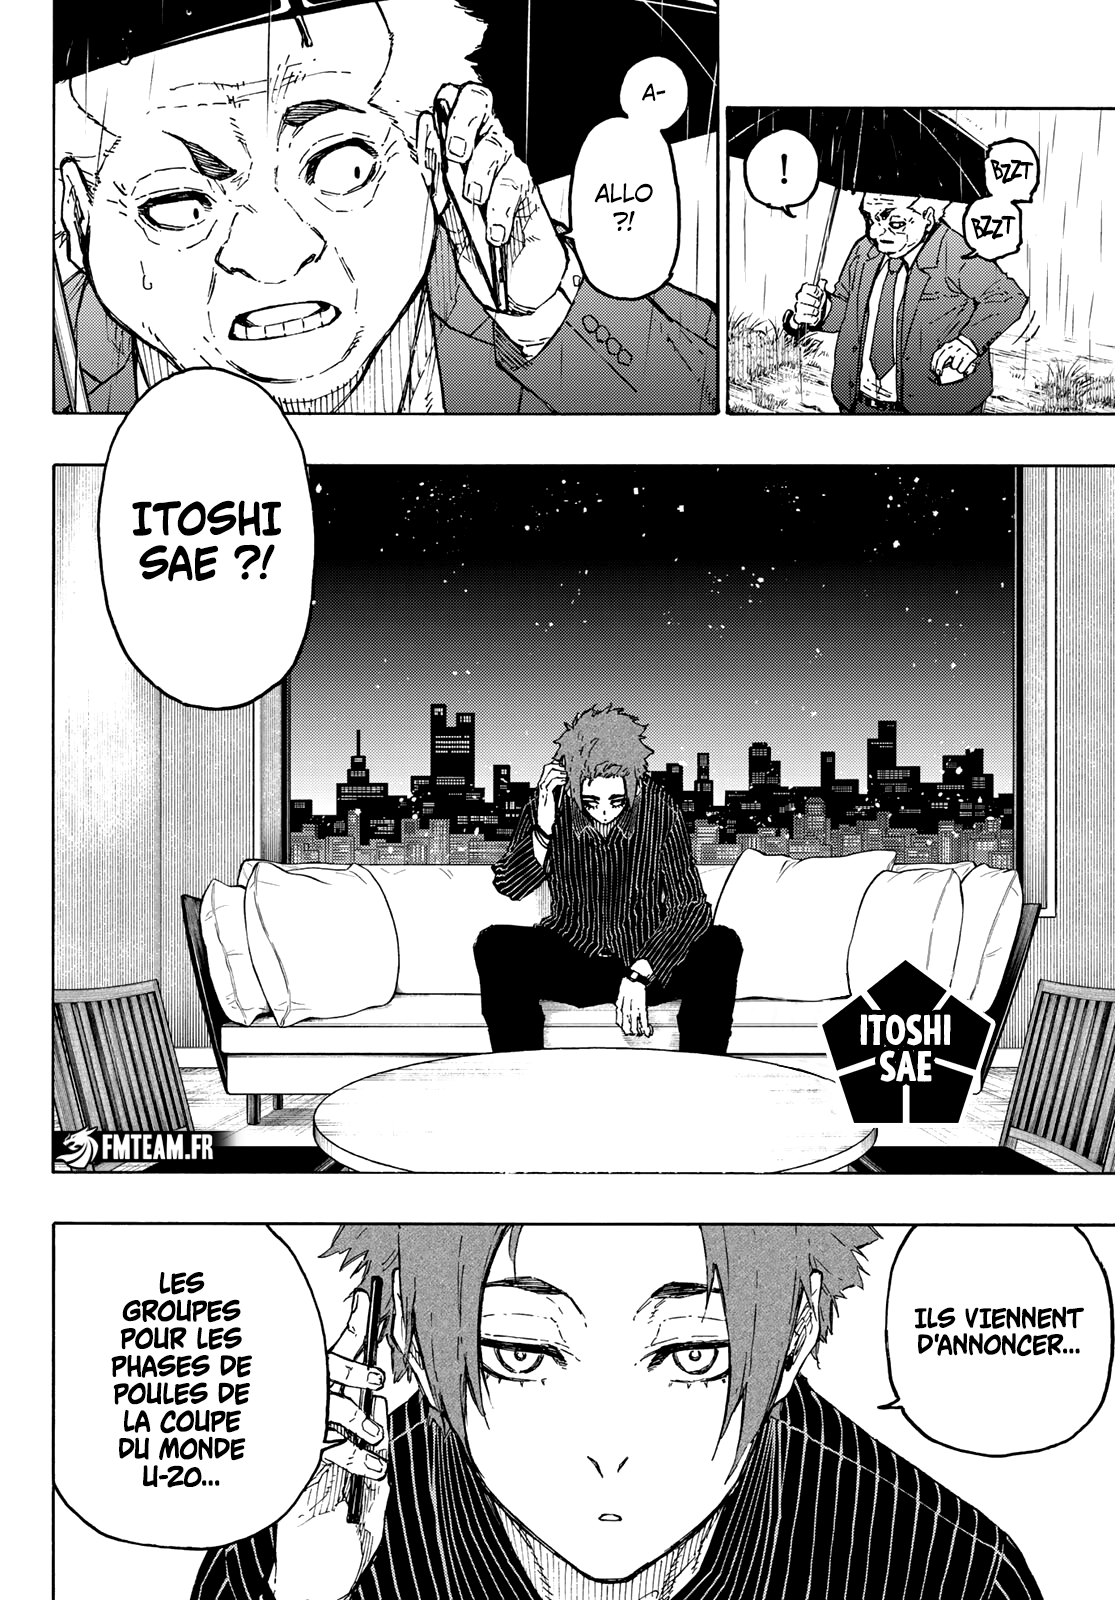 !
BZZT
BZZT
A-
ALLO
?!
ITOSHI
SAE ?!
ITOSHI
SAE
FMTEAM.FR
ILS VIENNENT
D'ANNONCER...
LES
GROUPES
POUR LES
PHASES DE
POULES DE
LA COUPE
DU MONDE
U-20...